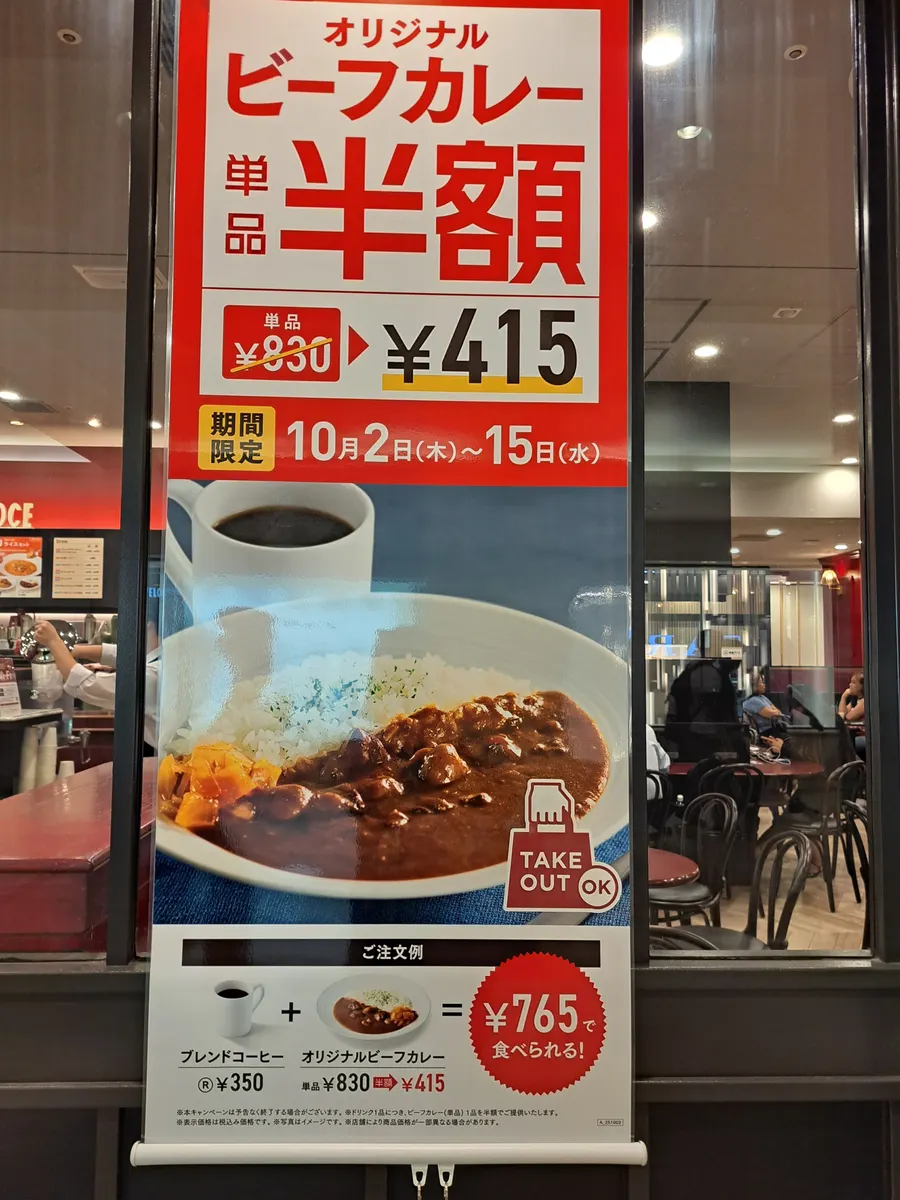 オリジナル
ビーフカレー
単品
半額
単品
¥830
¥415
期間
限定
10月2日(木)～15日(水)
OCE
TAKE
OUT
OK
ご注文例
+
=
¥765で
食べられる!
ブレンドコーヒー
オリジナルビーフカレー
Ⓡ¥350
単品¥830 半額 ¥415
※本キャンペーンは予告なく終了する場合がございます。※ドリンク1品につき、ビーフカレー(単品)1品を半額でご提供いたします。
※表示価格は税込み価格です。※写真はイメージです。※店舗により商品価格が一部異なる場合があります。
A_251002